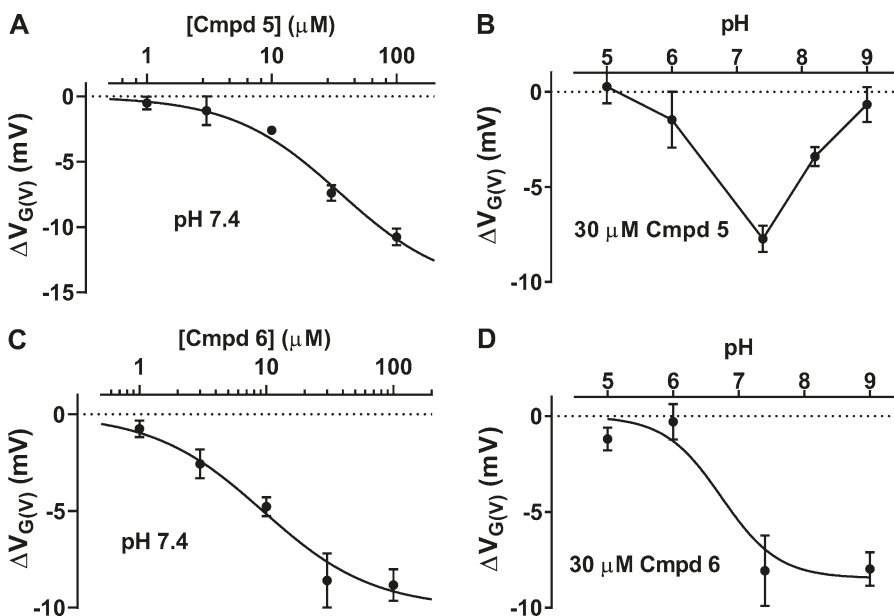 A
[Cmpd 5] (μM)
1 10 100
0
-5
-10
-15
ΔV_G(V) (mV)
pH 7.4
B
pH
5 6 7 8 9
0
-5
-10
ΔV_G(V) (mV)
30 μM Cmpd 5
C
[Cmpd 6] (μM)
1 10 100
0
-5
-10
ΔV_G(V) (mV)
pH 7.4
D
pH
5 6 7 8 9
0
-5
-10
ΔV_G(V) (mV)
30 μM Cmpd 6